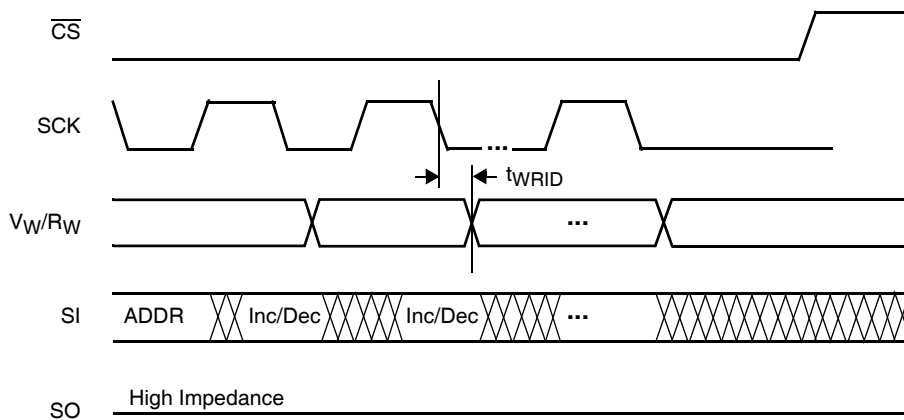 CS
SCK
...
tWRID
VW/RW
...
SI ADDR Inc/Dec Inc/Dec ...
High Impedance
SO